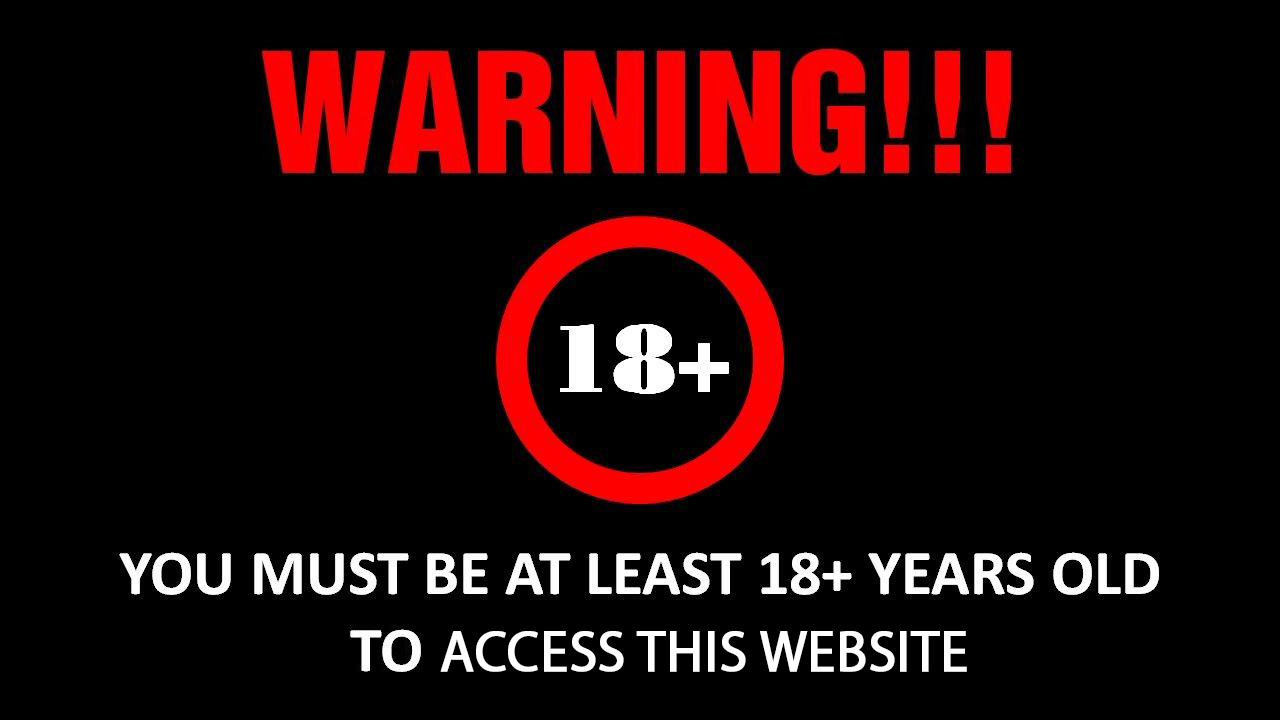 WARNING!!!
18+
YOU MUST BE AT LEAST 18+ YEARS OLD
TO ACCESS THIS WEBSITE